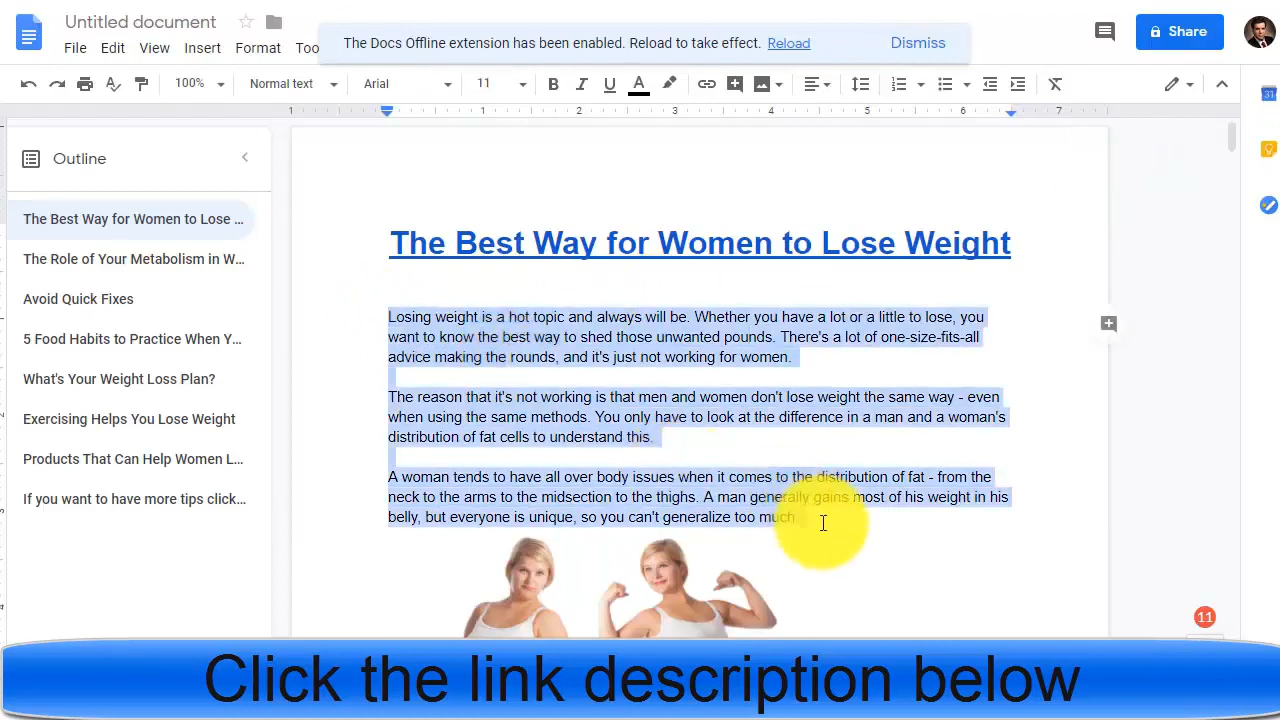 Untitled document
File Edit View Insert Format Too
The Docs Offline extension has been enabled. Reload to take effect. Reload Dismiss
Share
100% Normal text Arial 11 B I U A
1 1 2 3 4 5 6 7
31
Outline
The Best Way for Women to Lose ...
The Role of Your Metabolism in W...
Avoid Quick Fixes
5 Food Habits to Practice When Y...
What's Your Weight Loss Plan?
Exercising Helps You Lose Weight
Products That Can Help Women L...
If you want to have more tips click...
The Best Way for Women to Lose Weight
Losing weight is a hot topic and always will be. Whether you have a lot or a little to lose, you
want to know the best way to shed those unwanted pounds. There's a lot of one-size-fits-all
advice making the rounds, and it's just not working for women.
The reason that it's not working is that men and women don't lose weight the same way - even
when using the same methods. You only have to look at the difference in a man and a woman's
distribution of fat cells to understand this.
A woman tends to have all over body issues when it comes to the distribution of fat - from the
neck to the arms to the midsection to the thighs. A man generally gains most of his weight in his
belly, but everyone is unique, so you can't generalize too much.
11
Click the link description below